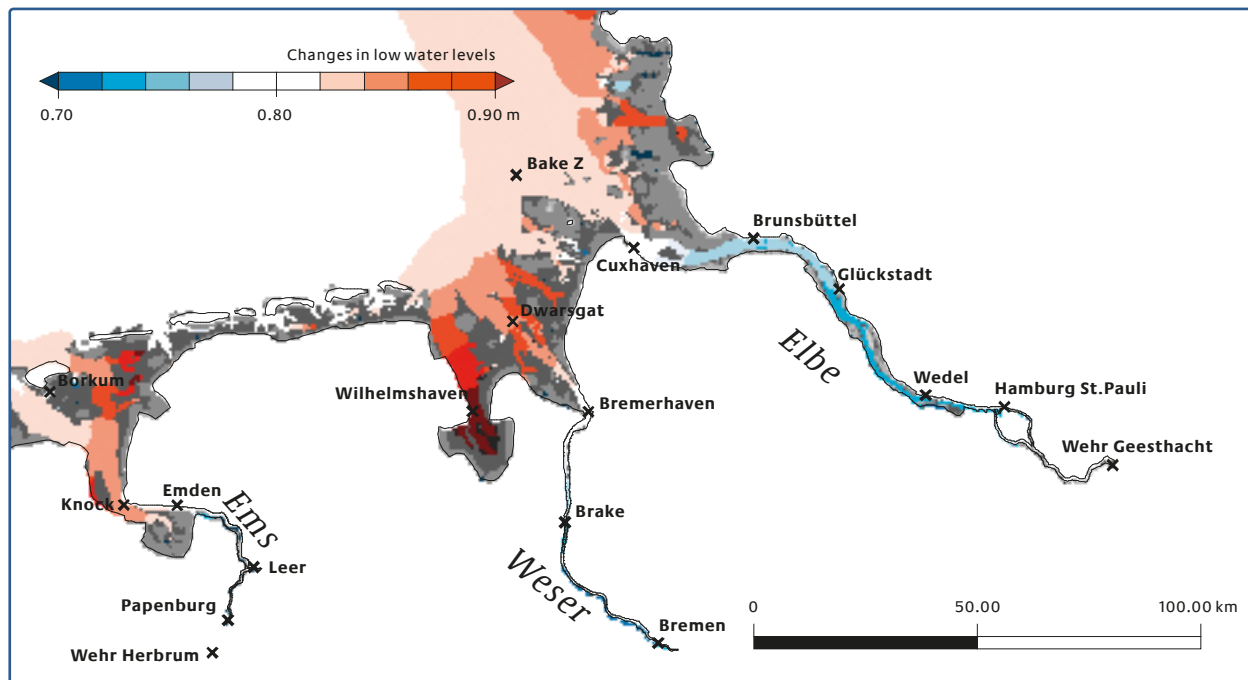 Changes in low water levels
0.70
0.80
0.90 m
Bake Z
Brunsbüttel
Cuxhaven
Glückstadt
Dwarsgat
Elbe
Borkum
Wedel
Hamburg St.Pauli
Wilhelmshaven
Bremerhaven
Wehr Geesthacht
Knock
Emden
Ems
Brake
Leer
Weser
Papenburg
0
50.00
100.00 km
Bremen
Wehr Herbrum